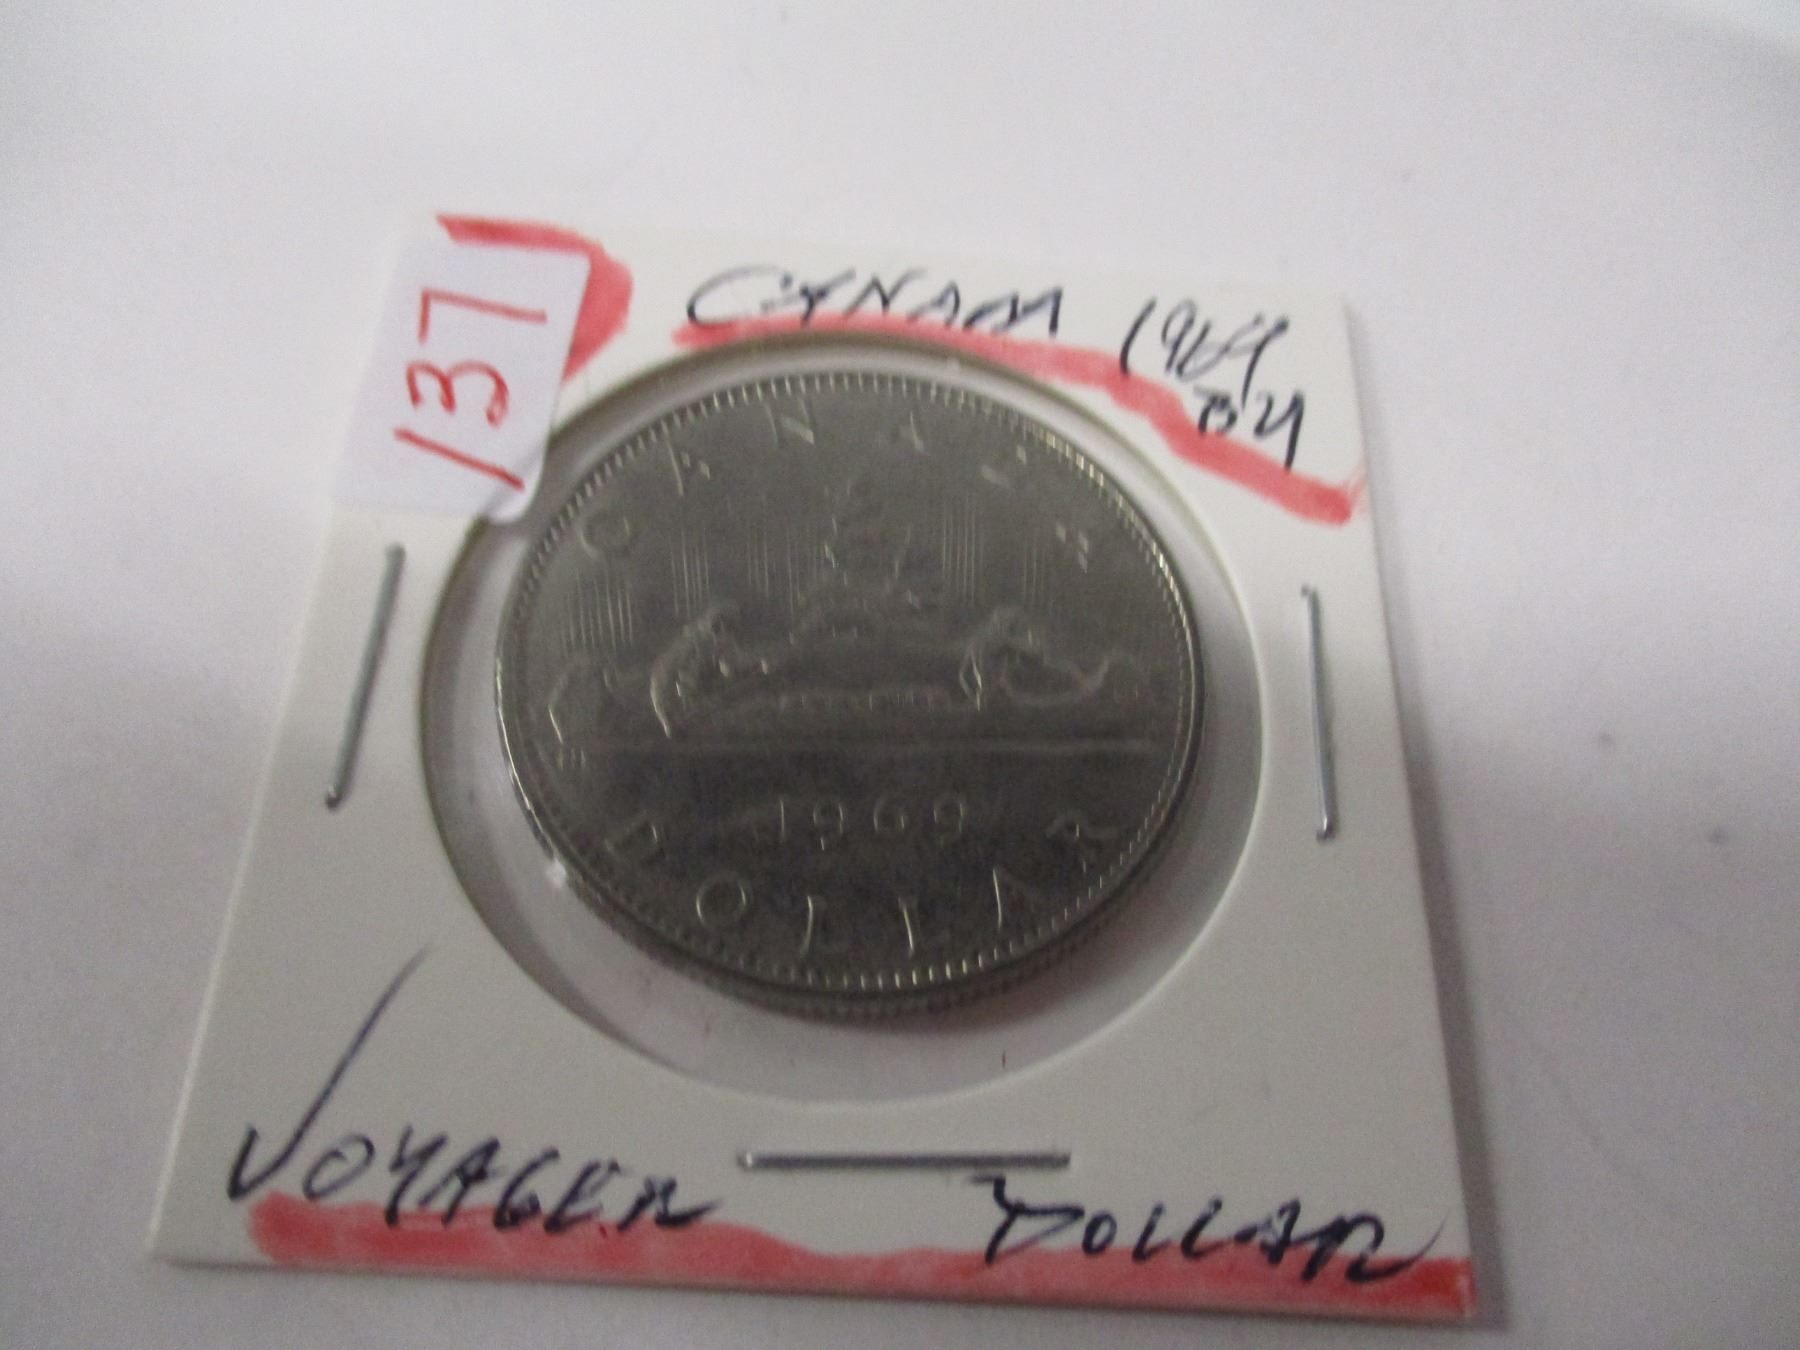 137
CANADA 1969
BU
CANADA
1969
DOLLAR
VOYAGER DOLLAR